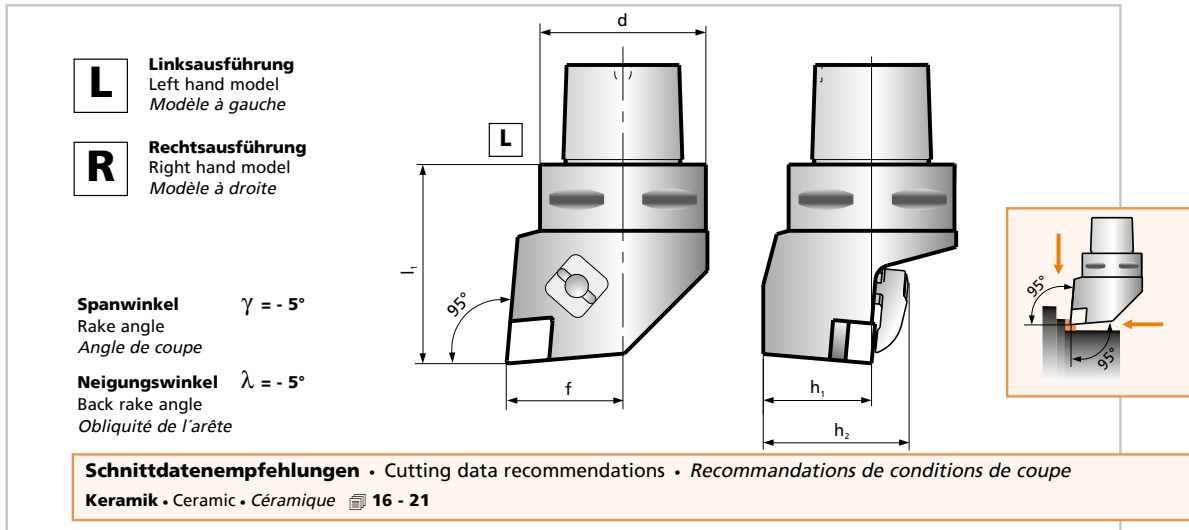 L
Linksausführung
Left hand model
Modèle à gauche
R
Rechtsausführung
Right hand model
Modèle à droite
Spanwinkel γ = - 5°
Rake angle
Angle de coupe
Neigungswinkel λ = - 5°
Back rake angle
Obliquité de l´arête
d
L
l₁
95°
f
h₁
h₂
95°
95°
Schnittdatenempfehlungen • Cutting data recommendations • Recommandations de conditions de coupe
Keramik • Ceramic • Céramique 16 - 21